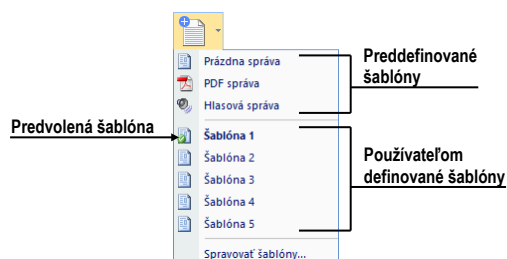 Prázdna správa
PDF správa
Hlasová správa
Preddefinované
šablóny
Predvolená šablóna
Šablóna 1
Šablóna 2
Šablóna 3
Šablóna 4
Šablóna 5
Používateľom
definované šablóny
Spravovať šablóny...